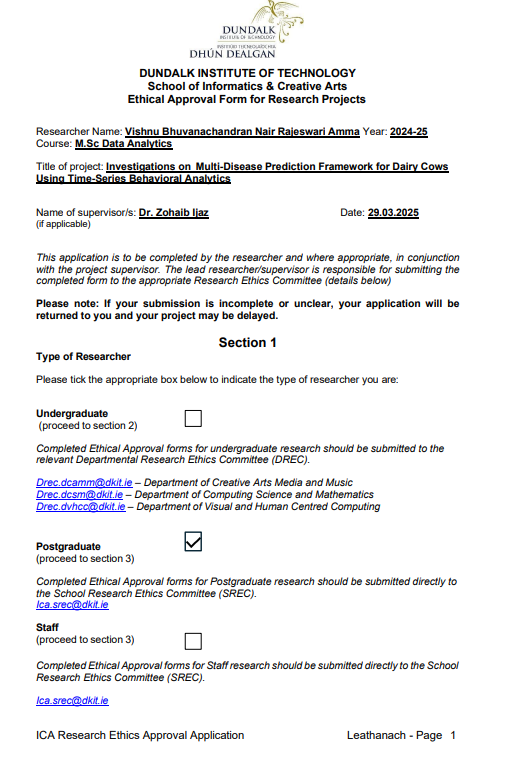 DUNDALK
INSTITUTE OF TECHNOLOGY
INSTITIÚID TEICNEOLAÍOCHTA
DHÚN DEALGAN
DUNDALK INSTITUTE OF TECHNOLOGY
School of Informatics & Creative Arts
Ethical Approval Form for Research Projects
Researcher Name: Vishnu Bhuvanachandran Nair Rajeswari Amma Year: 2024-25
Course: M.Sc Data Analytics
Title of project: Investigations on Multi-Disease Prediction Framework for Dairy Cows
Using Time-Series Behavioral Analytics
Name of supervisor/s: Dr. Zohaib Ijaz Date: 29.03.2025
(if applicable)
This application is to be completed by the researcher and where appropriate, in conjunction
with the project supervisor. The lead researcher/supervisor is responsible for submitting the
completed form to the appropriate Research Ethics Committee (details below)
Please note: If your submission is incomplete or unclear, your application will be
returned to you and your project may be delayed.
Section 1
Type of Researcher
Please tick the appropriate box below to indicate the type of researcher you are:
Undergraduate
(proceed to section 2)
Completed Ethical Approval forms for undergraduate research should be submitted to the
relevant Departmental Research Ethics Committee (DREC).
Drec.dcamm@dkit.ie – Department of Creative Arts Media and Music
Drec.dcsm@dkit.ie – Department of Computing Science and Mathematics
Drec.dvhcc@dkit.ie – Department of Visual and Human Centred Computing
Postgraduate
(proceed to section 3)
Completed Ethical Approval forms for Postgraduate research should be submitted directly to
the School Research Ethics Committee (SREC).
Ica.srec@dkit.ie
Staff
(proceed to section 3)
Completed Ethical Approval forms for Staff research should be submitted directly to the School
Research Ethics Committee (SREC).
Ica.srec@dkit.ie
ICA Research Ethics Approval Application Leathanach - Page 1